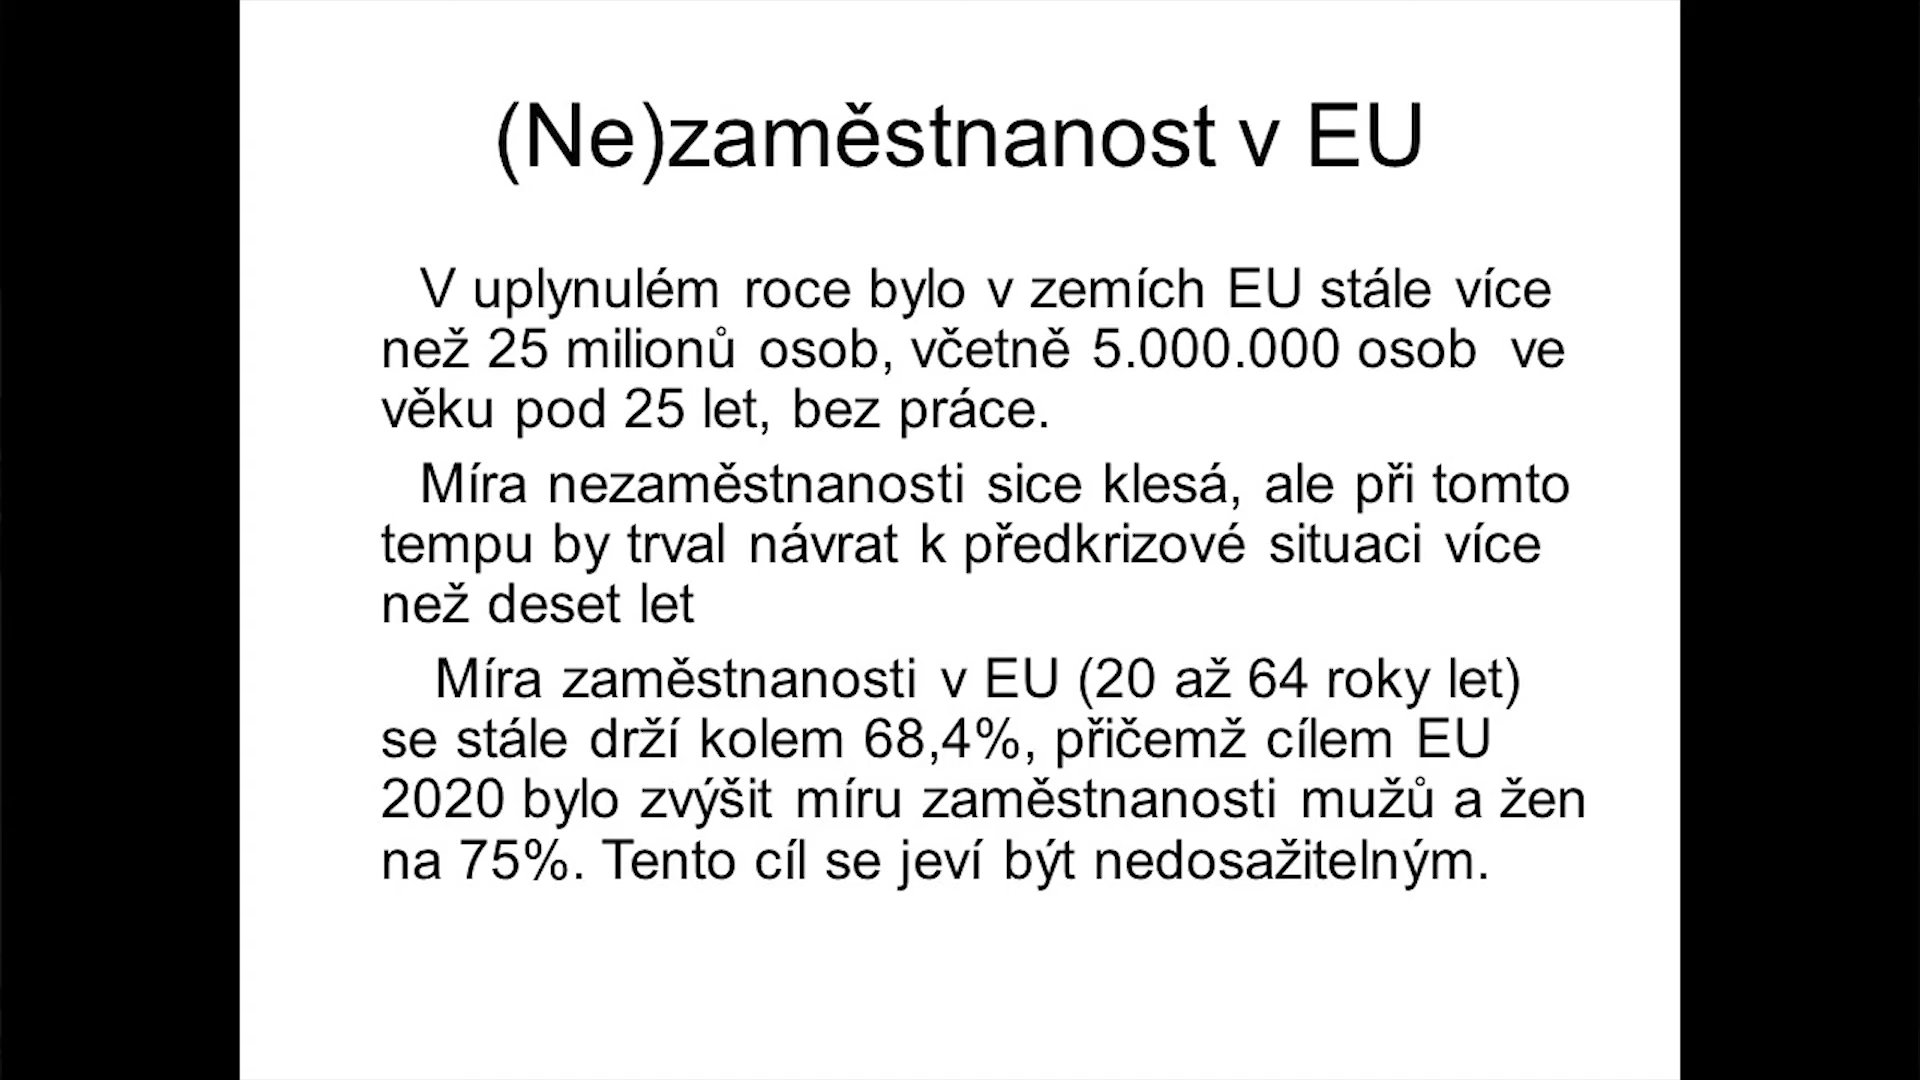 (Ne)zaměstnanost v EU
V uplynulém roce bylo v zemích EU stále více
než 25 milionů osob, včetně 5.000.000 osob ve
věku pod 25 let, bez práce.
Míra nezaměstnanosti sice klesá, ale při tomto
tempu by trval návrat k předkrizové situaci více
než deset let
Míra zaměstnanosti v EU (20 až 64 roky let)
se stále drží kolem 68,4%, přičemž cílem EU
2020 bylo zvýšit míru zaměstnanosti mužů a žen
na 75%. Tento cíl se jeví být nedosažitelným.